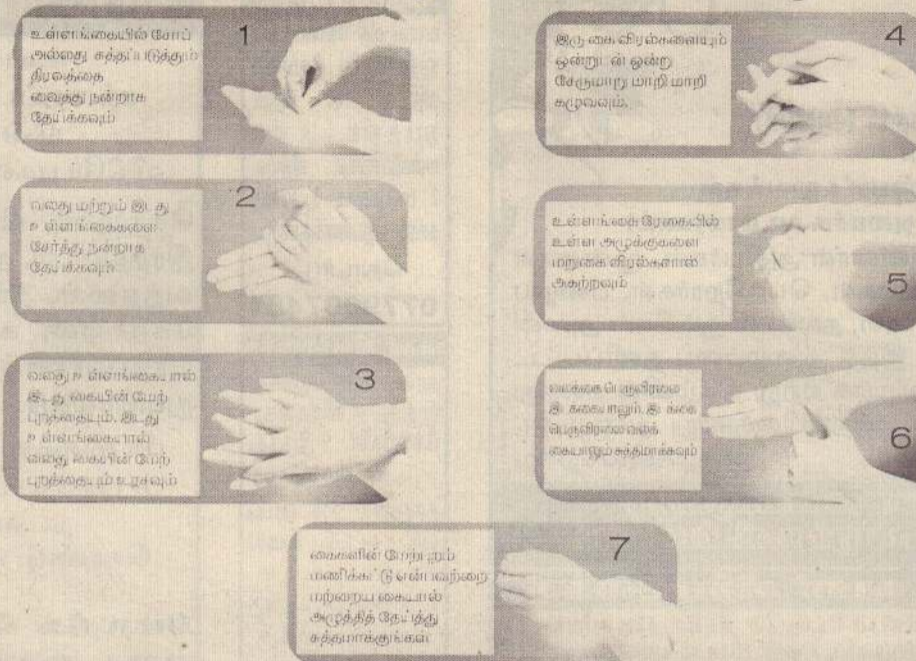 1
உள்ளங்கையில் சோப்
அல்லது சுத்தப்படுத்தும்
திரவத்தை
வைத்து நன்றாக
தேய்க்கவும்
2
வலது மற்றும் இடது
உள்ளங்கைகளை
சேர்த்து நன்றாக
தேய்க்கவும்
3
வலது உள்ளங்கையால்
இடது கையின் மேற்
புறத்தையும். இடது
உள்ளங்கையால்
வலது கையின் மேற்
புறத்தையும் உரசவும்
4
இரு கை விரல்களையும்
ஒன்றுடன் ஒன்று
சேருமாறு மாறி மாறி
கழுவவும்.
5
உள்ளங்கை ரேகையில்
உள்ள அழுக்குகளை
மறுகை விரல்களால்
அகற்றவும்
6
வலக்கை பெருவிரலை
இடக்கையாலும். இடக்கை
பெருவிரலை வலக்
கையாலும் சுத்தமாக்கவும்
7
கைகளின் மேற்புறம்
மணிக்கட்டு என்பவற்றை
மற்றைய கையால்
அழுத்தித் தேய்த்து
சுத்தமாக்குங்கள்